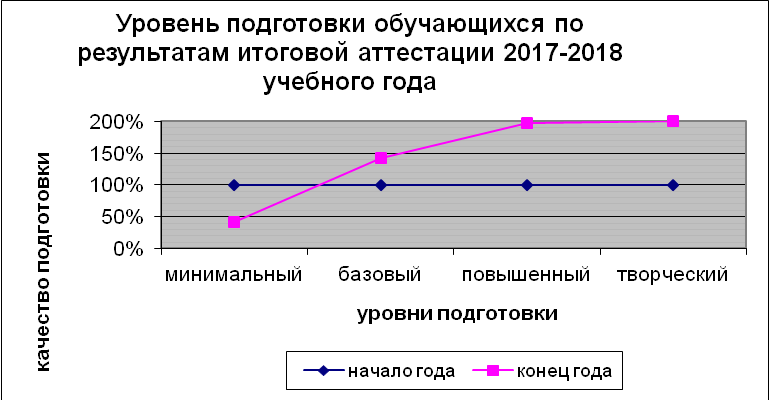 Уровень подготовки обучающихся по
результатам итоговой аттестации 2017-2018
учебного года
качество подготовки
200%
150%
100%
50%
0%
минимальный
базовый
повышенный
творческий
уровни подготовки
начало года
конец года